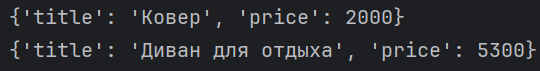 {'title': 'Ковер', 'price': 2000}
{'title': 'Диван для отдыха', 'price': 5300}